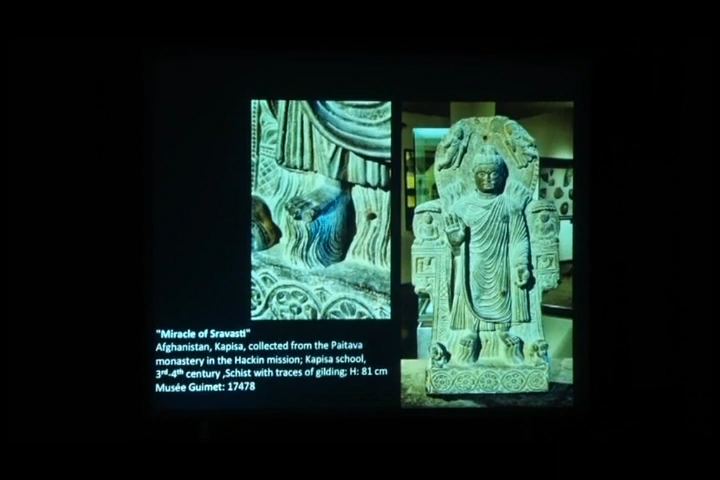 "Miracle of Sravasti"
Afghanistan, Kapisa, collected from the Paitava
monastery in the Hackin mission; Kapisa school,
3rd-4th century ,Schist with traces of gilding; H: 81 cm
Musée Guimet: 17478